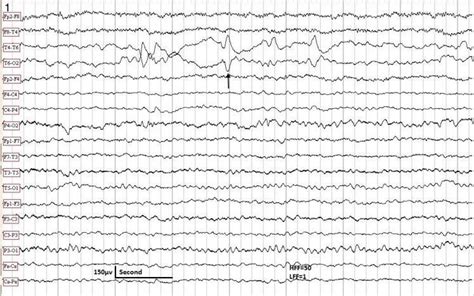 1
Fp2-F8
F8-T4
T4-T6
T6-O2
Fp2-F4
F4-C4
C4-P4
P4-O2
Fp1-F7
F7-T3
T3-T5
T5-O1
Fp1-F3
F3-C3
C3-P3
P3-O1
Fz-Cz
Cz-Pz
150µv Second HFF=50
LFF=1